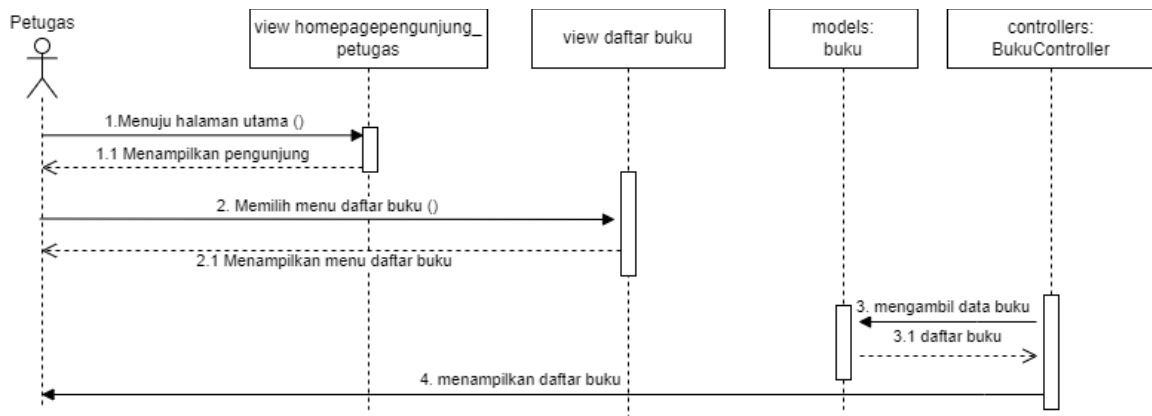 Petugas
view homepagepengunjung_
petugas
view daftar buku
models:
buku
controllers:
BukuController
1.Menuju halaman utama ()
1.1 Menampilkan pengunjung
2. Memilih menu daftar buku ()
2.1 Menampilkan menu daftar buku
3. mengambil data buku
3.1 daftar buku
4. menampilkan daftar buku